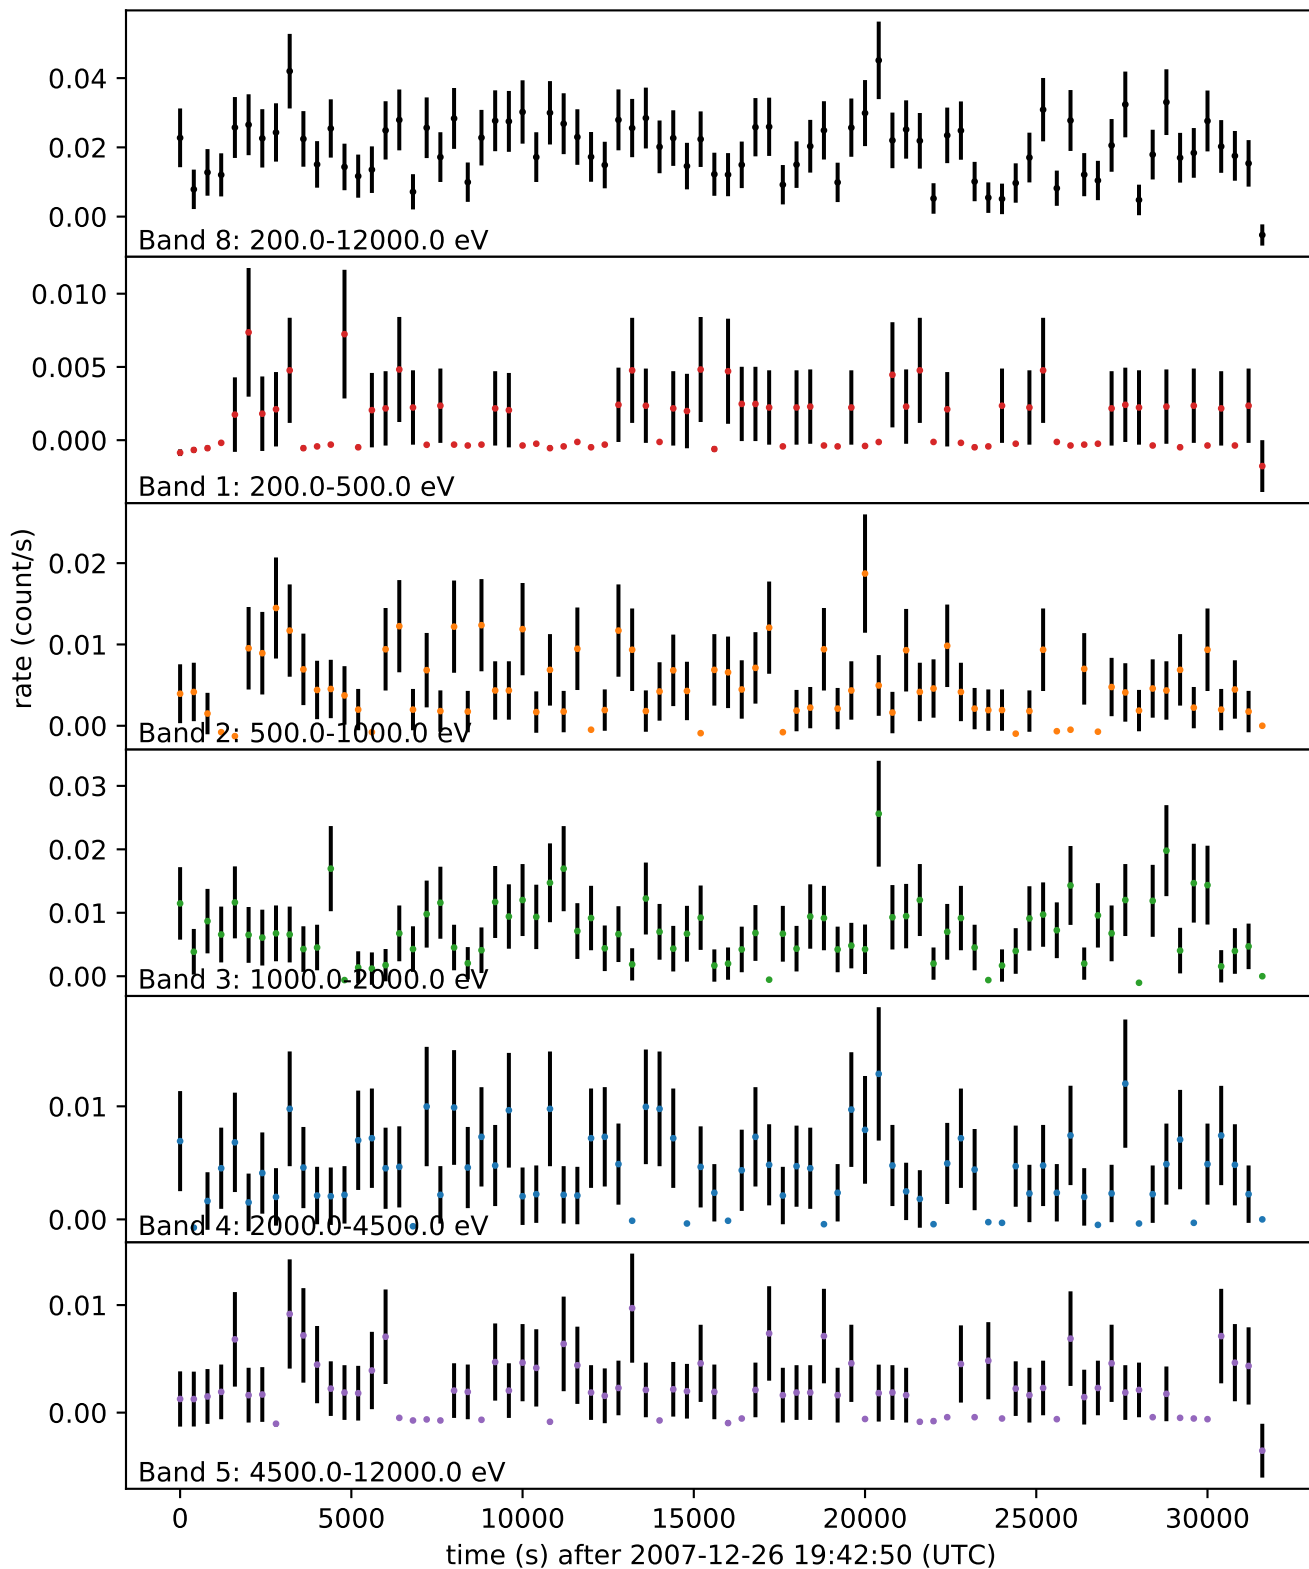 0.04
0.02
0.00
Band 8: 200.0-12000.0 eV
0.010
0.005
0.000
Band 1: 200.0-500.0 eV
rate (count/s)
0.02
0.01
0.00
Band 2: 500.0-1000.0 eV
0.03
0.02
0.01
0.00
Band 3: 1000.0-2000.0 eV
0.01
0.00
Band 4: 2000.0-4500.0 eV
0.01
0.00
Band 5: 4500.0-12000.0 eV
0 5000 10000 15000 20000 25000 30000
time (s) after 2007-12-26 19:42:50 (UTC)